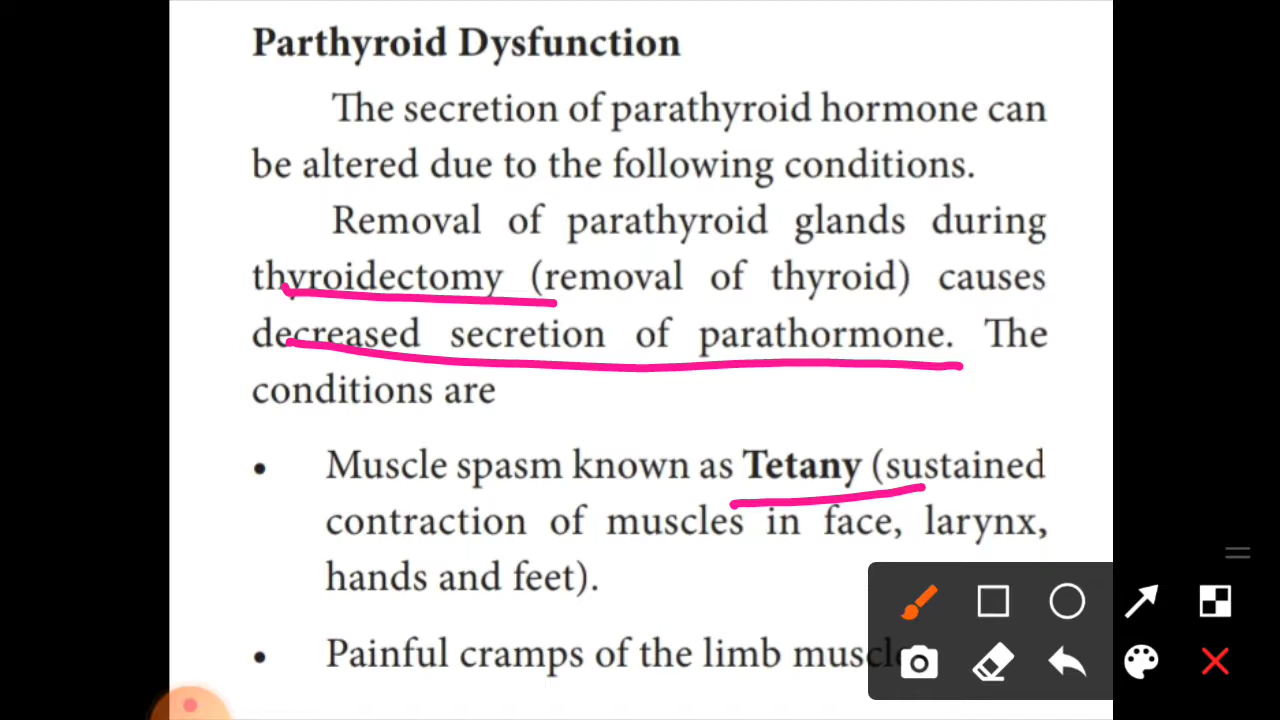 Parthyroid Dysfunction
The secretion of parathyroid hormone can
be altered due to the following conditions.
Removal of parathyroid glands during
thyroidectomy (removal of thyroid) causes
decreased secretion of parathormone. The
conditions are
• Muscle spasm known as Tetany (sustained
contraction of muscles in face, larynx,
hands and feet).
• Painful cramps of the limb